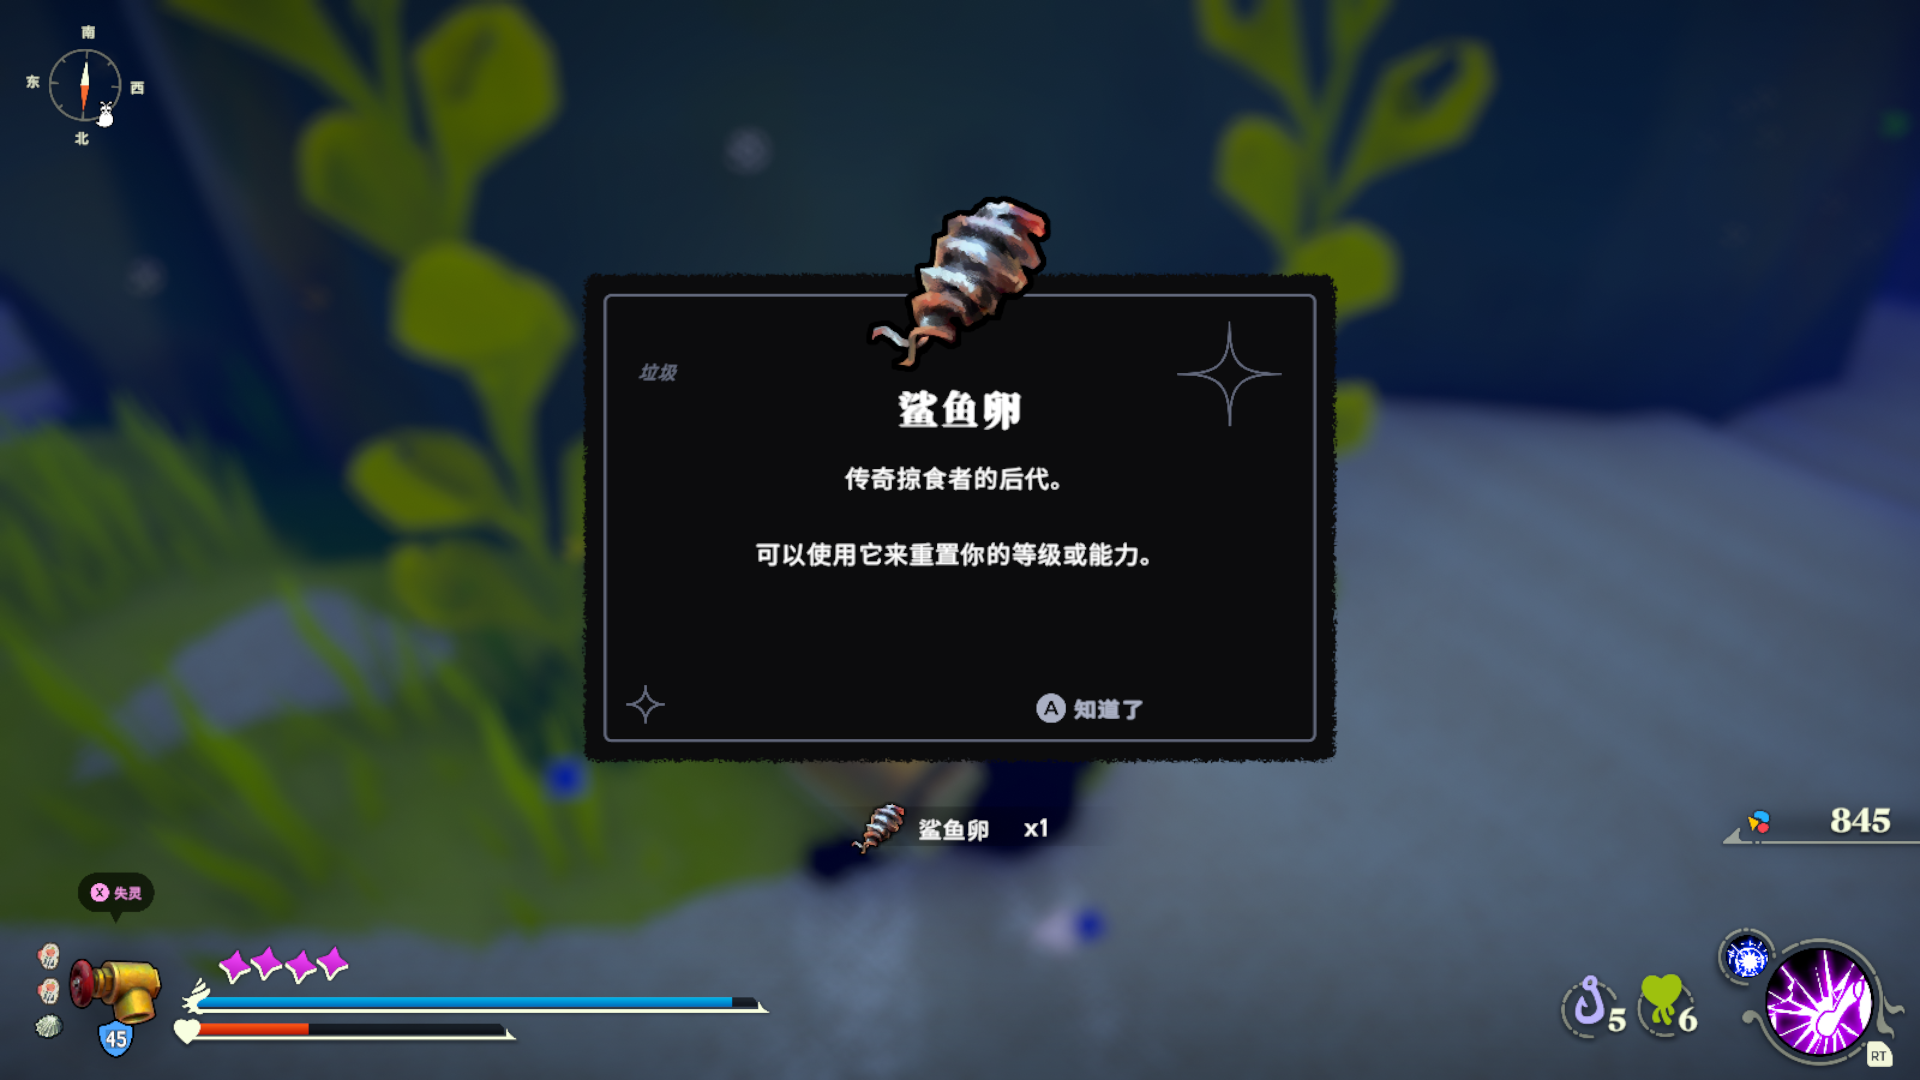 南
东
西
北
垃圾
鲨鱼卵
传奇掠食者的后代。
可以使用它来重置你的等级或能力。
A 知道了
鲨鱼卵 x1
845
X 失灵
45
5
6
RT